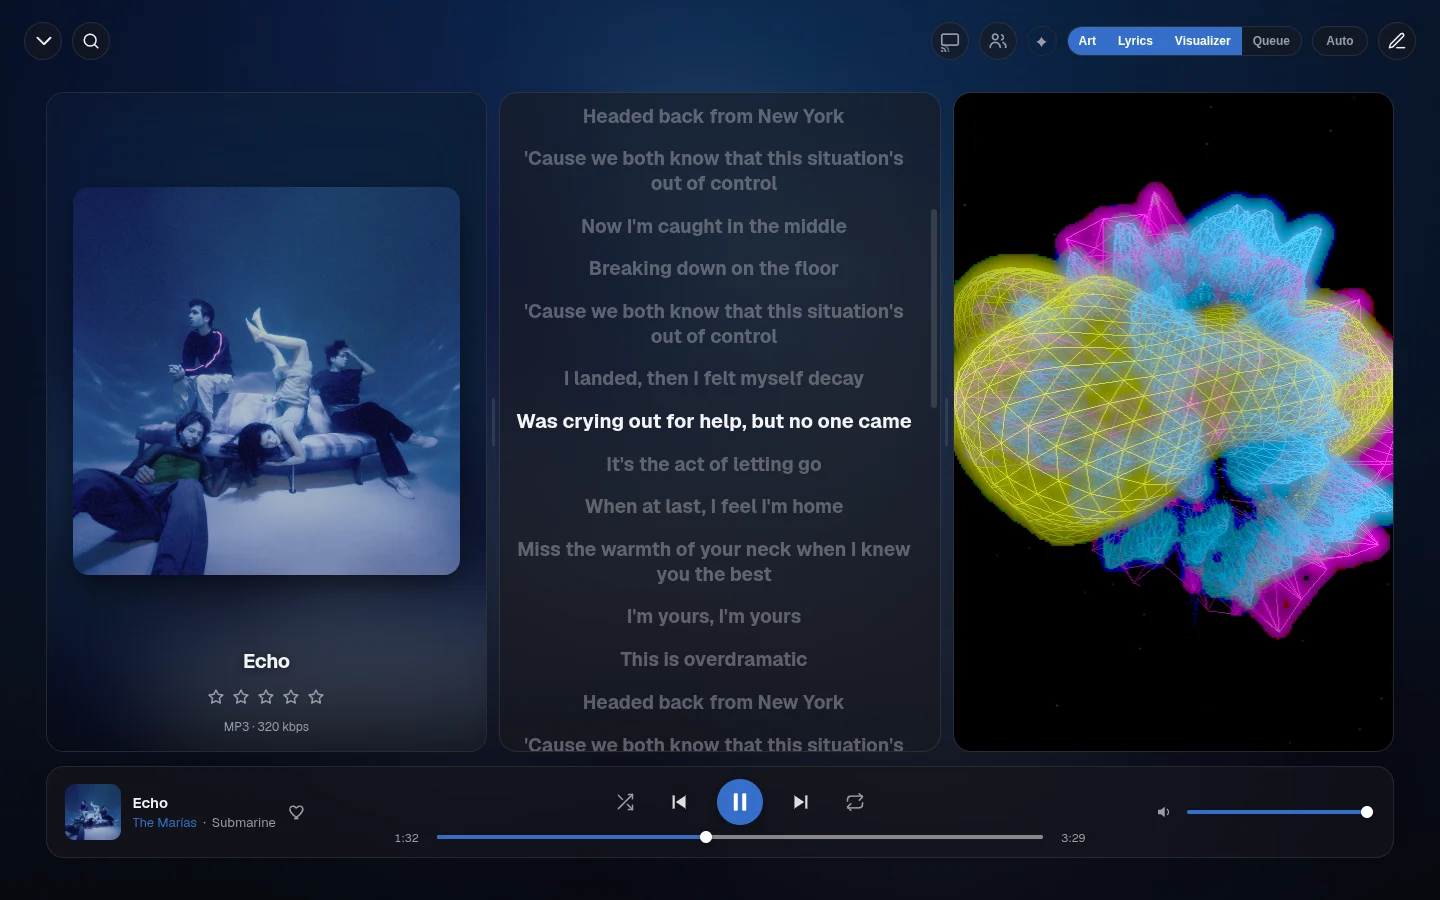 Art Lyrics Visualizer Queue Auto
Headed back from New York
'Cause we both know that this situation's
out of control
Now I'm caught in the middle
Breaking down on the floor
'Cause we both know that this situation's
out of control
I landed, then I felt myself decay
Was crying out for help, but no one came
It's the act of letting go
When at last, I feel I'm home
Miss the warmth of your neck when I knew
you the best
I'm yours, I'm yours
This is overdramatic
Headed back from New York
'Cause we both know that this situation's
Echo
MP3 · 320 kbps
Echo
The Marías · Submarine
1:32
3:29